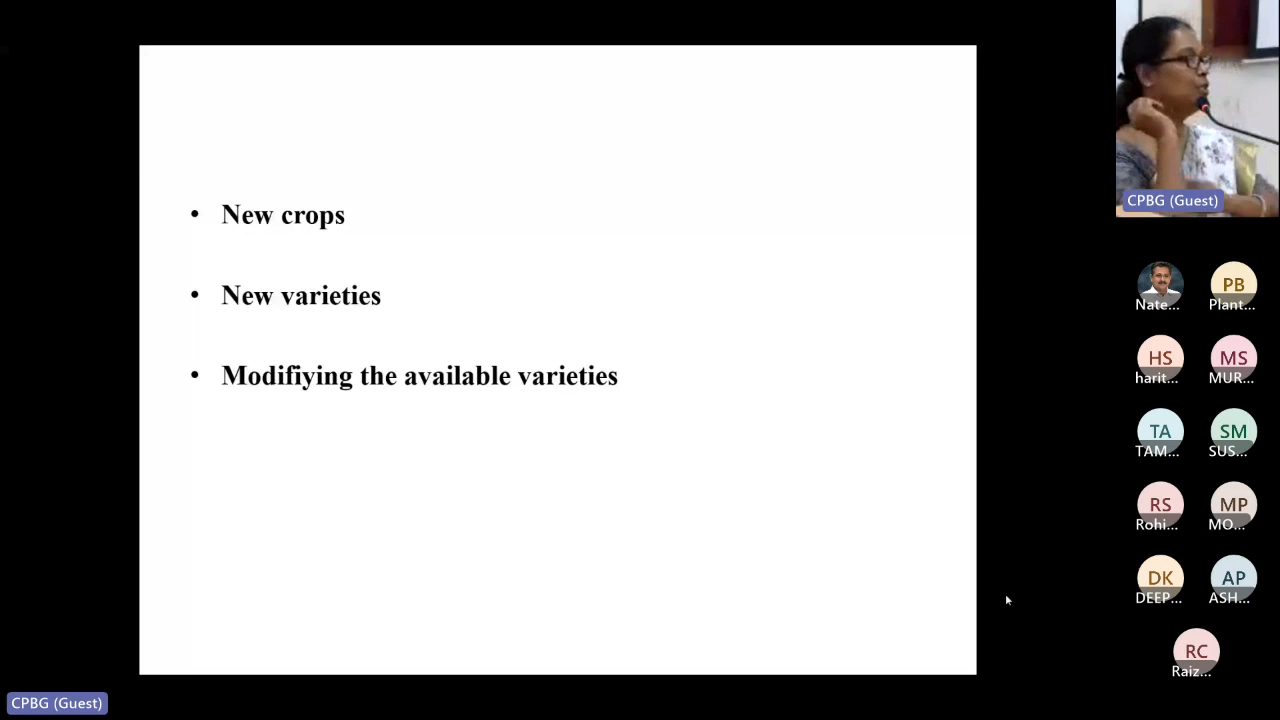 • New crops
• New varieties
• Modifiying the available varieties
CPBG (Guest)
PB
Nate...
Plant...
HS
MS
harit...
MUR...
TA
SM
TAM...
SUS...
RS
MP
Rohi...
MO...
DK
AP
DEEP...
ASH...
RC
Raiz...
CPBG (Guest)